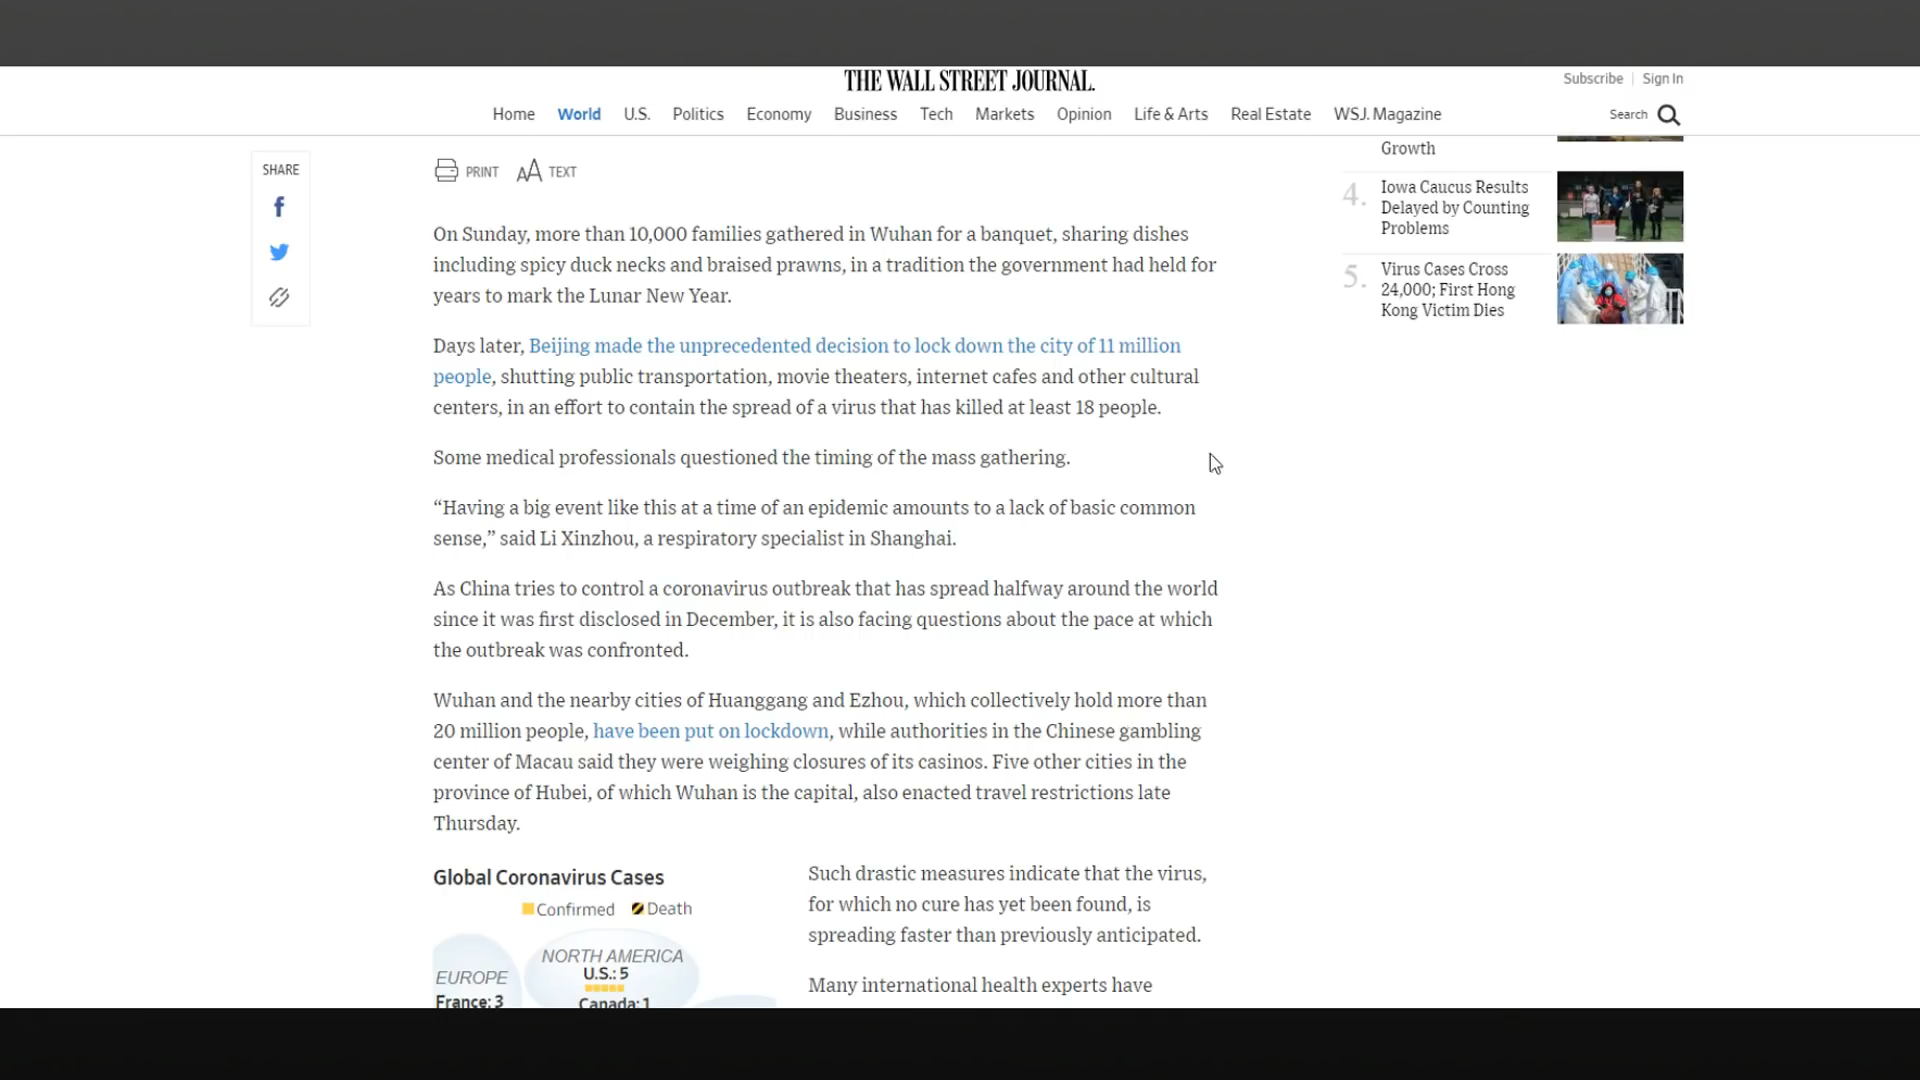 THE WALL STREET JOURNAL.
Subscribe | Sign In
Home World U.S. Politics Economy Business Tech Markets Opinion Life & Arts Real Estate WSJ. Magazine
Search
SHARE
PRINT AA TEXT
On Sunday, more than 10,000 families gathered in Wuhan for a banquet, sharing dishes
including spicy duck necks and braised prawns, in a tradition the government had held for
years to mark the Lunar New Year.
Days later, Beijing made the unprecedented decision to lock down the city of 11 million
people, shutting public transportation, movie theaters, internet cafes and other cultural
centers, in an effort to contain the spread of a virus that has killed at least 18 people.
Some medical professionals questioned the timing of the mass gathering.
“Having a big event like this at a time of an epidemic amounts to a lack of basic common
sense,” said Li Xinzhou, a respiratory specialist in Shanghai.
As China tries to control a coronavirus outbreak that has spread halfway around the world
since it was first disclosed in December, it is also facing questions about the pace at which
the outbreak was confronted.
Wuhan and the nearby cities of Huanggang and Ezhou, which collectively hold more than
20 million people, have been put on lockdown, while authorities in the Chinese gambling
center of Macau said they were weighing closures of its casinos. Five other cities in the
province of Hubei, of which Wuhan is the capital, also enacted travel restrictions late
Thursday.
Global Coronavirus Cases
Confirmed Death
NORTH AMERICA
U.S.: 5
Canada: 1
EUROPE
France: 3
Such drastic measures indicate that the virus,
for which no cure has yet been found, is
spreading faster than previously anticipated.
Many international health experts have
Growth
4. Iowa Caucus Results
Delayed by Counting
Problems
5. Virus Cases Cross
24,000; First Hong
Kong Victim Dies